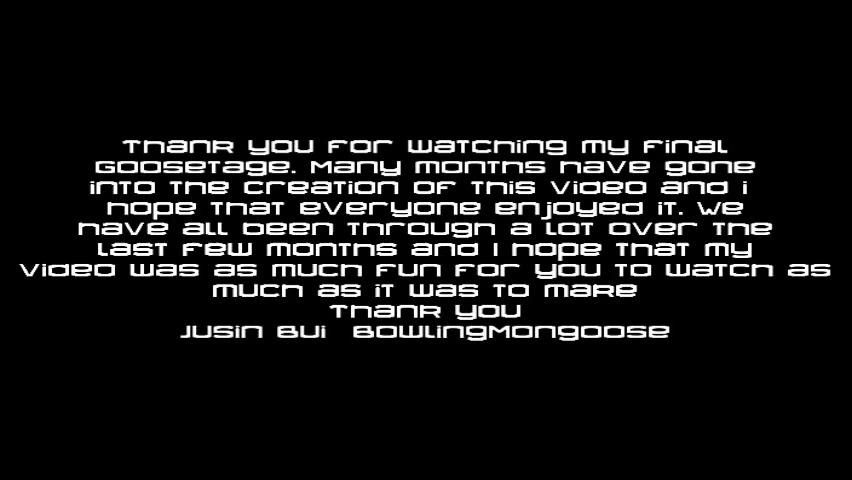 Thank you for watching my final
Goosetage. Many months have gone
into the creation of this video and i
hope that everyone enjoyed it. We
have all been through a lot over the
last few months and I hope that my
video was as much fun for you to watch as
much as it was to make
Thank you
Jusin Bui BowlingMongoose